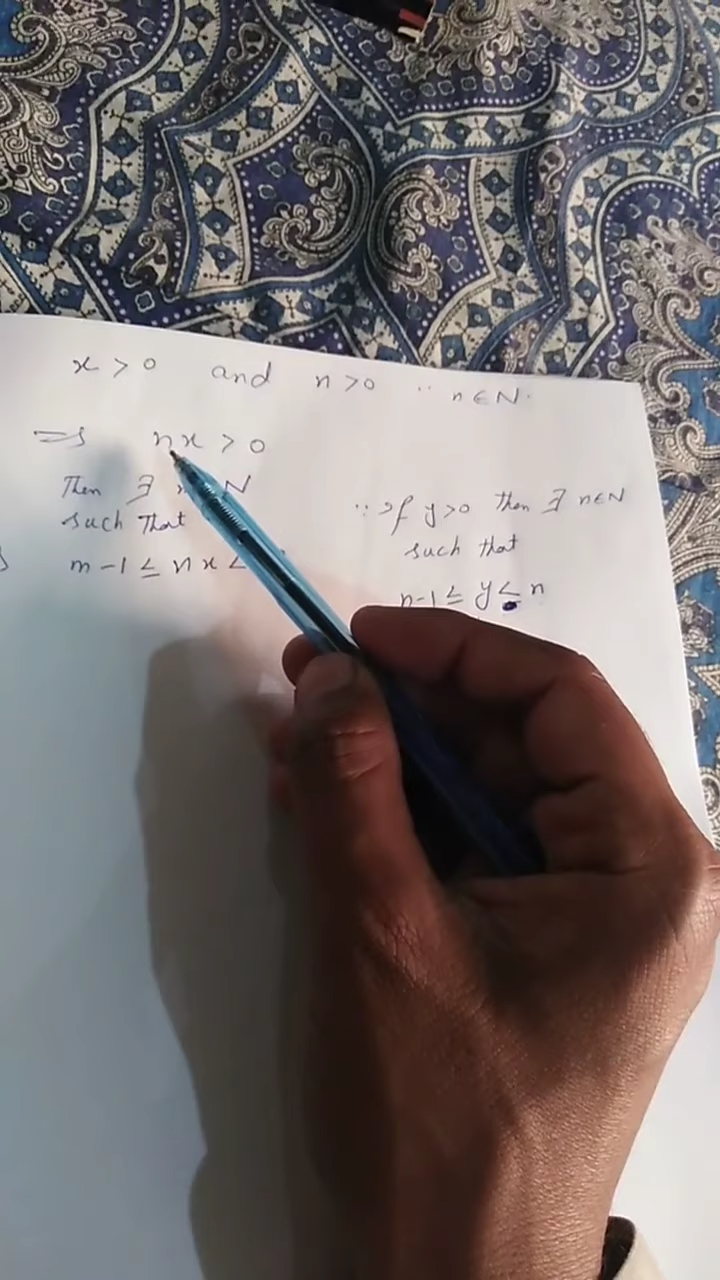 x > 0 and n > 0 ∵ n ∈ N.
⇒ nx > 0
Then ∃ N
such That
m-1 ≤ nx <
∵ If y>0 then ∃ n∈N
such that
n-1 ≤ y < n